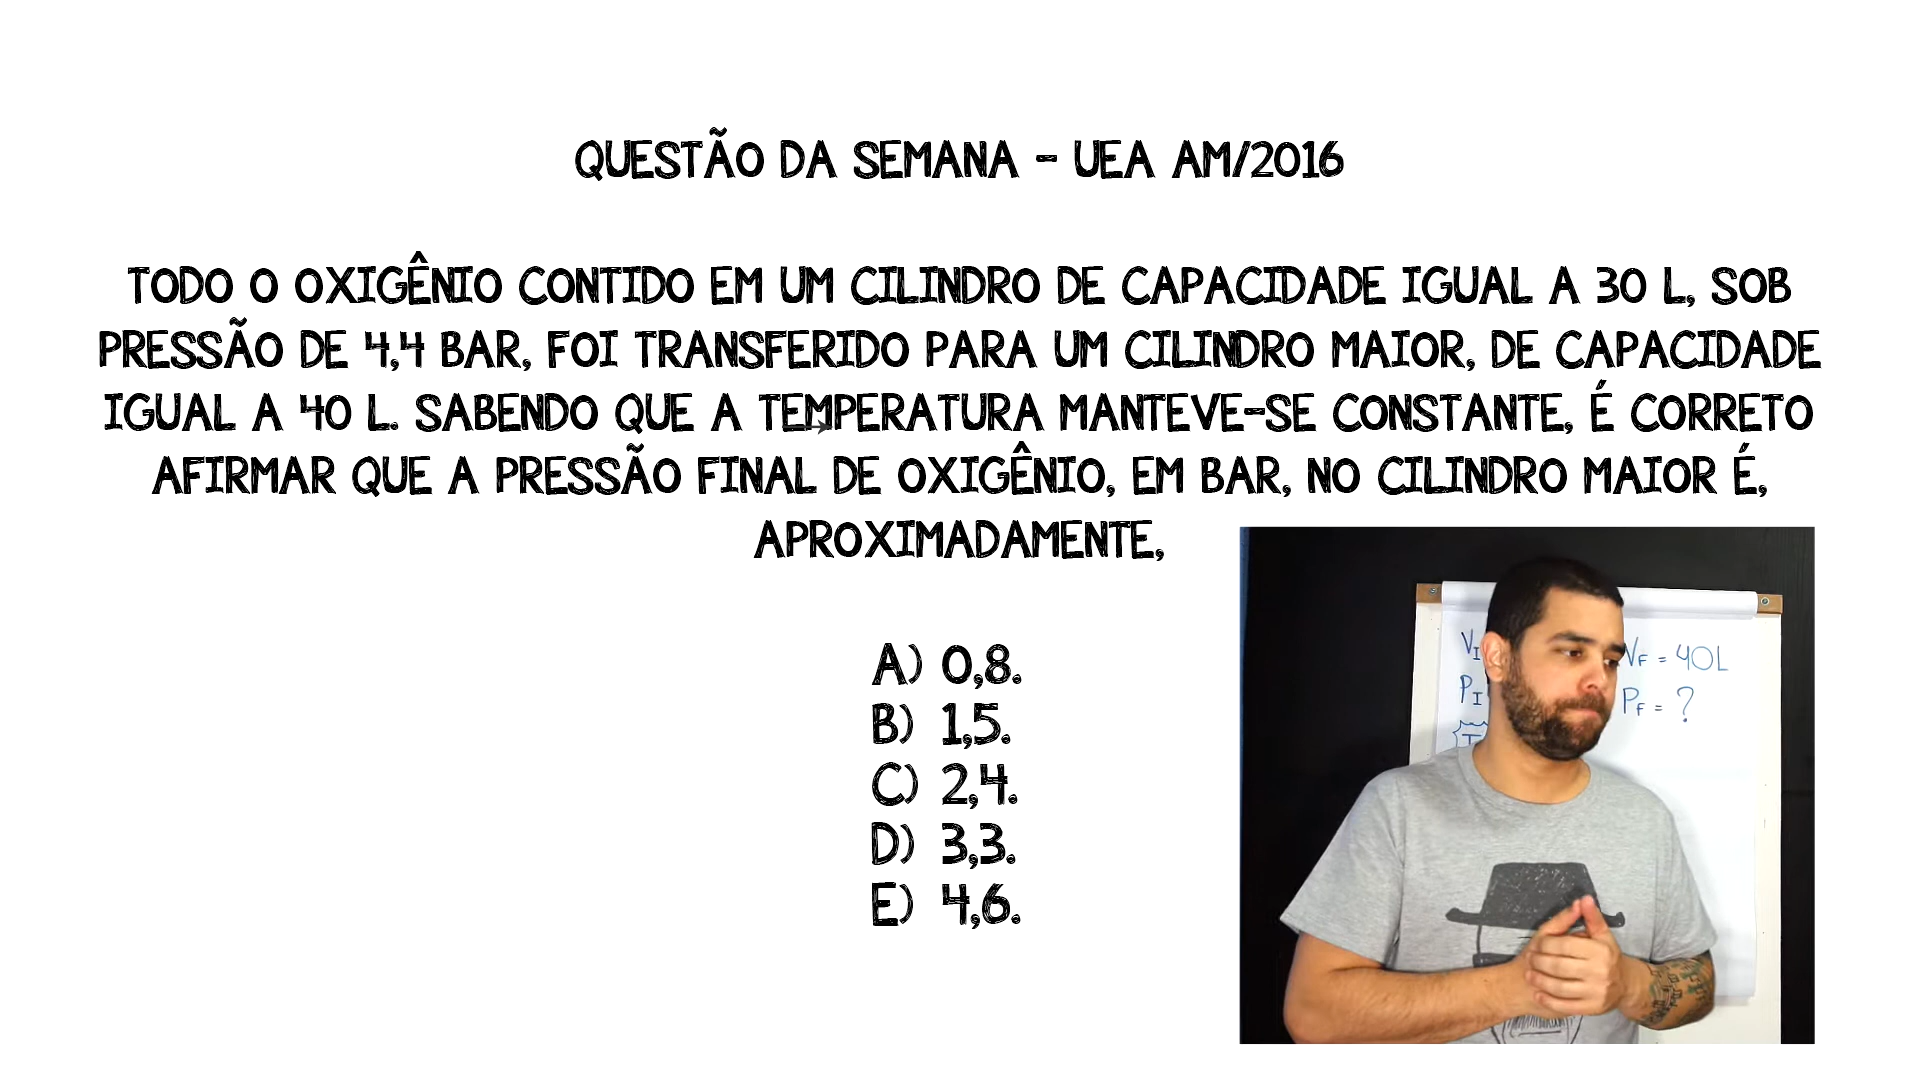 QUESTÃO DA SEMANA - UEA AM/2016
TODO O OXIGÊNIO CONTIDO EM UM CILINDRO DE CAPACIDADE IGUAL A 30 L, SOB
PRESSÃO DE 4,4 BAR, FOI TRANSFERIDO PARA UM CILINDRO MAIOR, DE CAPACIDADE
IGUAL A 40 L. SABENDO QUE A TEMPERATURA MANTEVE-SE CONSTANTE, É CORRETO
AFIRMAR QUE A PRESSÃO FINAL DE OXIGÊNIO, EM BAR, NO CILINDRO MAIOR É,
APROXIMADAMENTE,
A) 0,8.
B) 1,5.
C) 2,4.
D) 3,3.
E) 4,6.
VI
VF = 40L
PI
PF = ?